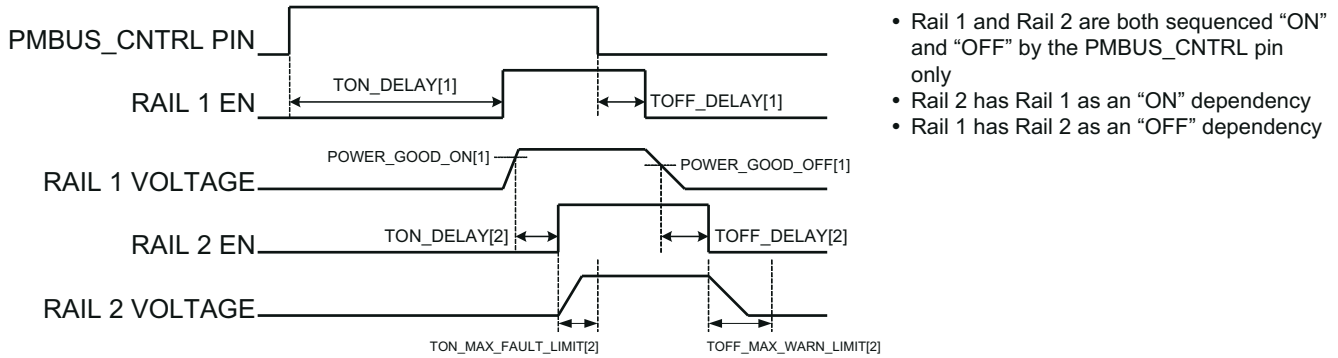 PMBUS_CNTRL PIN
RAIL 1 EN
TON_DELAY[1]
TOFF_DELAY[1]
RAIL 1 VOLTAGE
POWER_GOOD_ON[1]
POWER_GOOD_OFF[1]
RAIL 2 EN
TON_DELAY[2]
TOFF_DELAY[2]
RAIL 2 VOLTAGE
TON_MAX_FAULT_LIMIT[2]
TOFF_MAX_WARN_LIMIT[2]
• Rail 1 and Rail 2 are both sequenced “ON”
and “OFF” by the PMBUS_CNTRL pin
only
• Rail 2 has Rail 1 as an “ON” dependency
• Rail 1 has Rail 2 as an “OFF” dependency